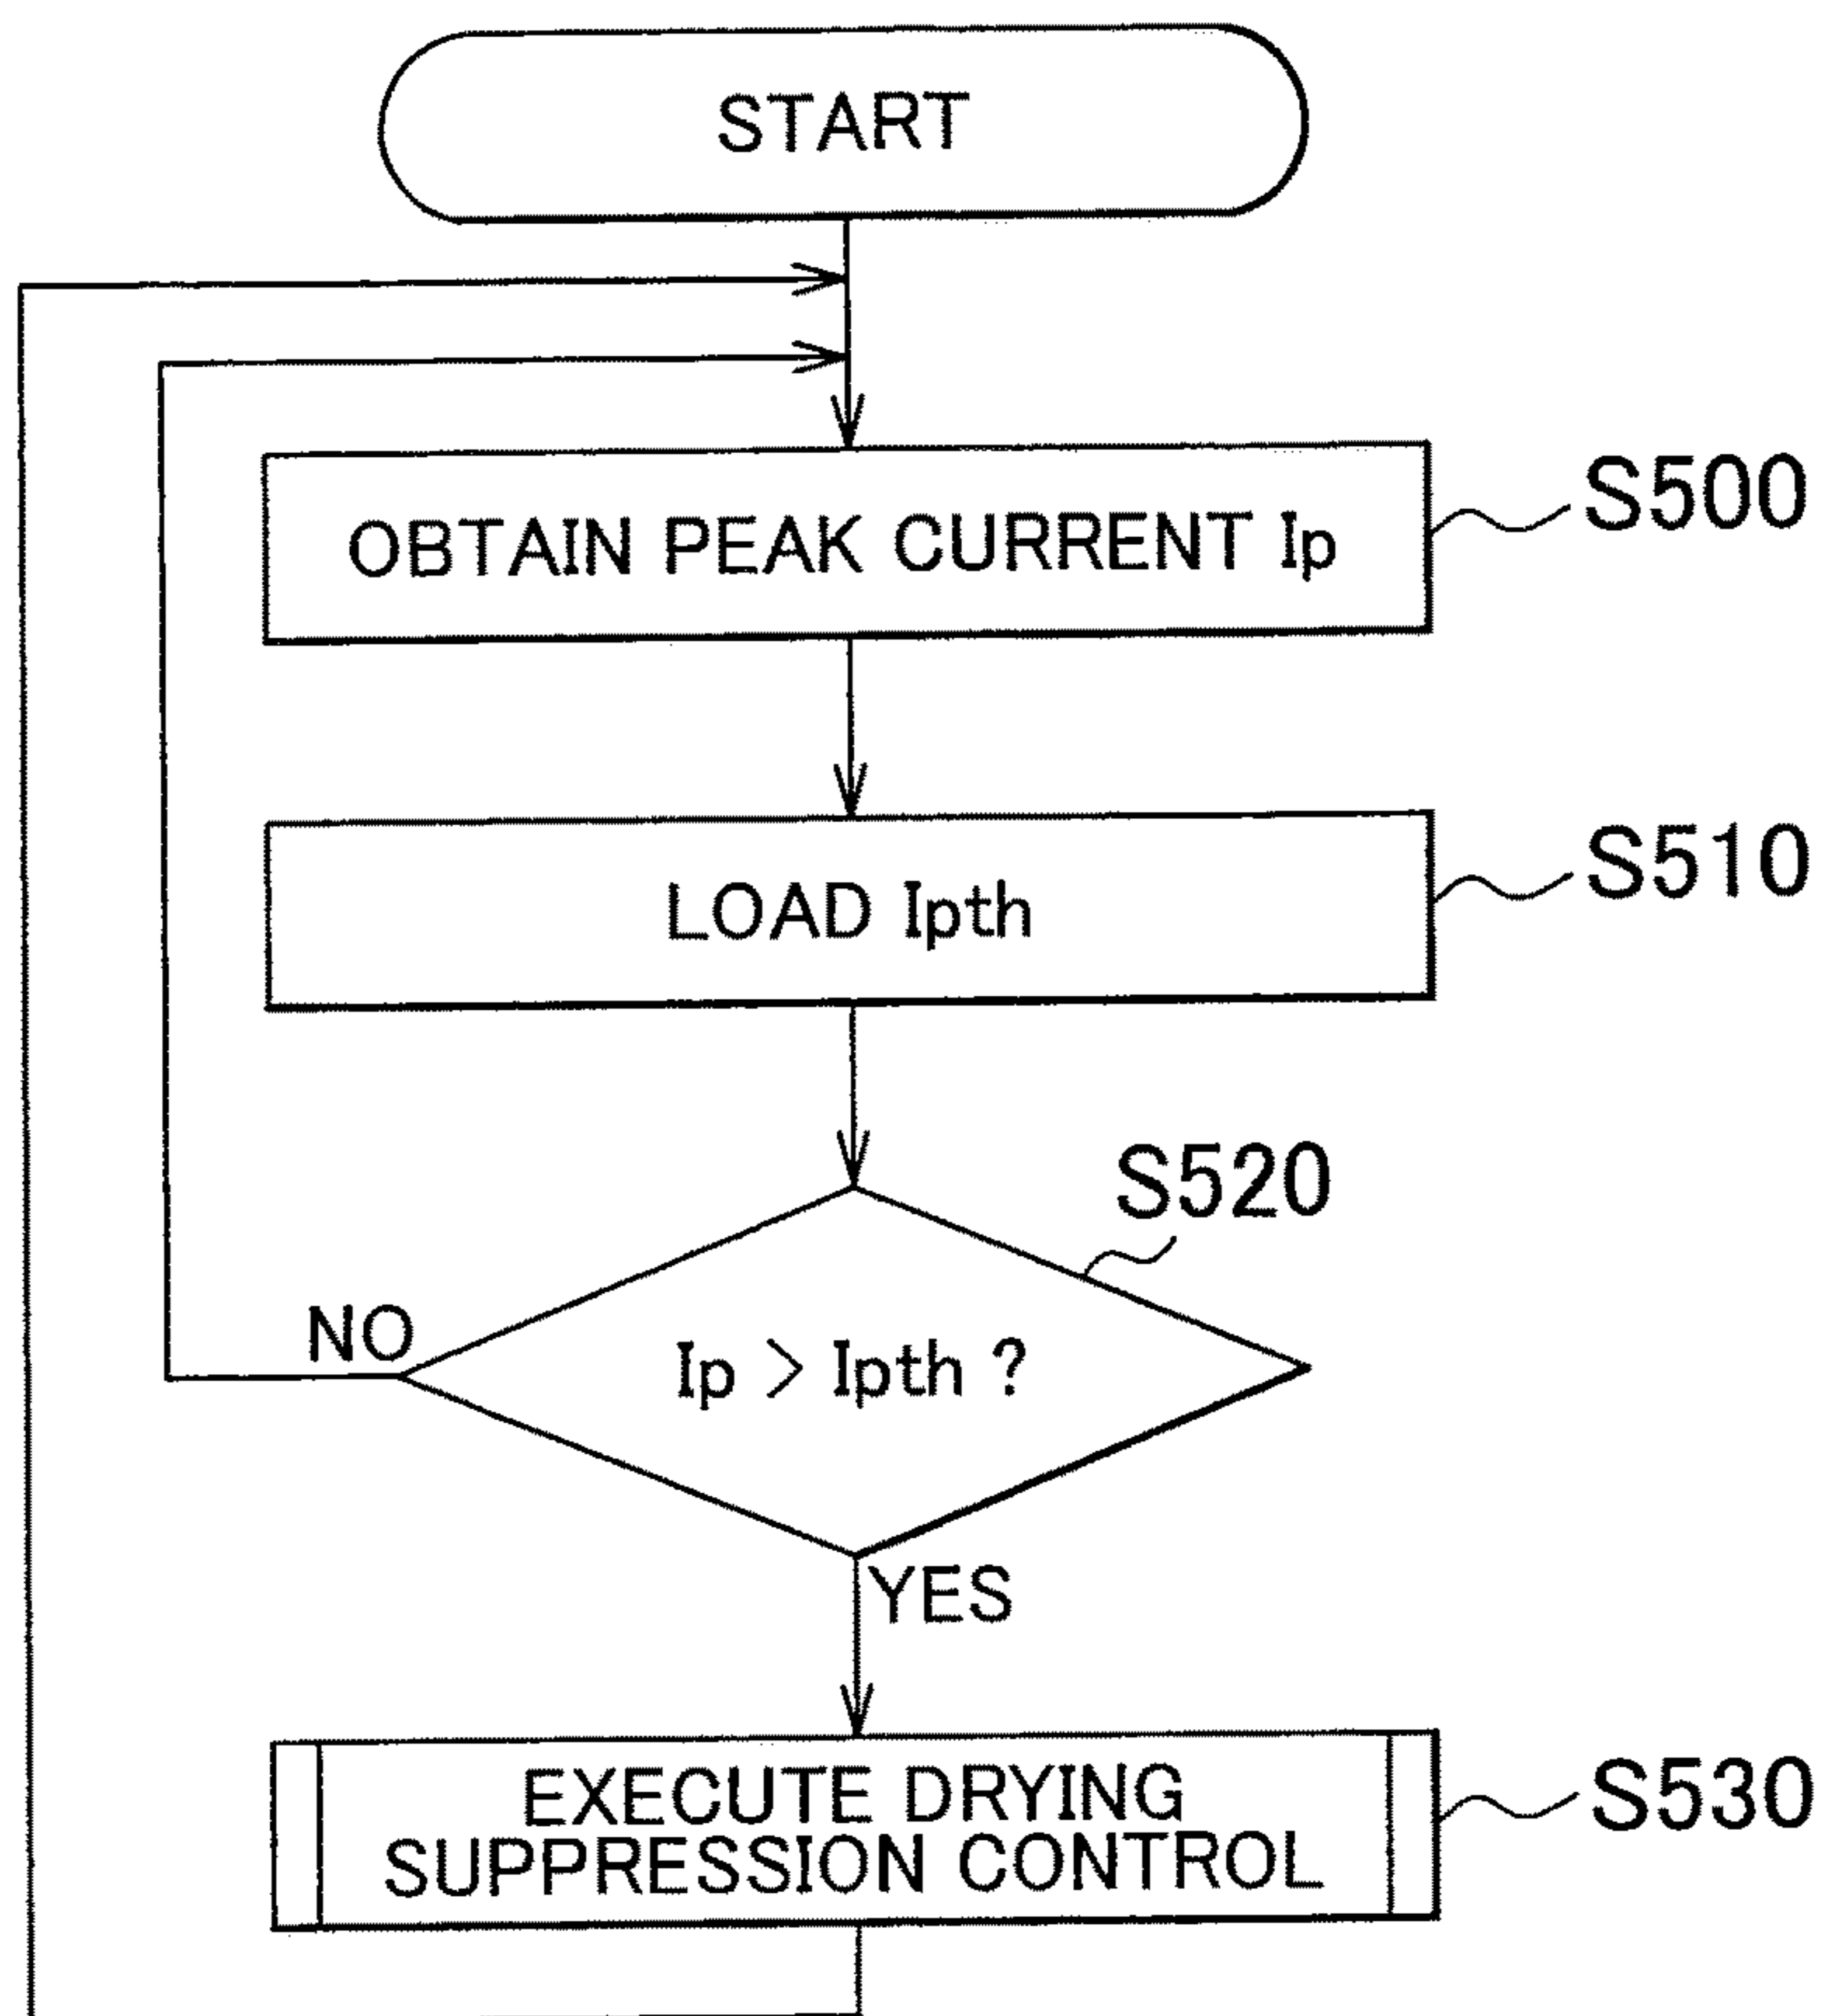 START
OBTAIN PEAK CURRENT Ip
S500
LOAD Ipth
S510
S520
NO
Ip > Ipth ?
YES
EXECUTE DRYING
SUPPRESSION CONTROL
S530